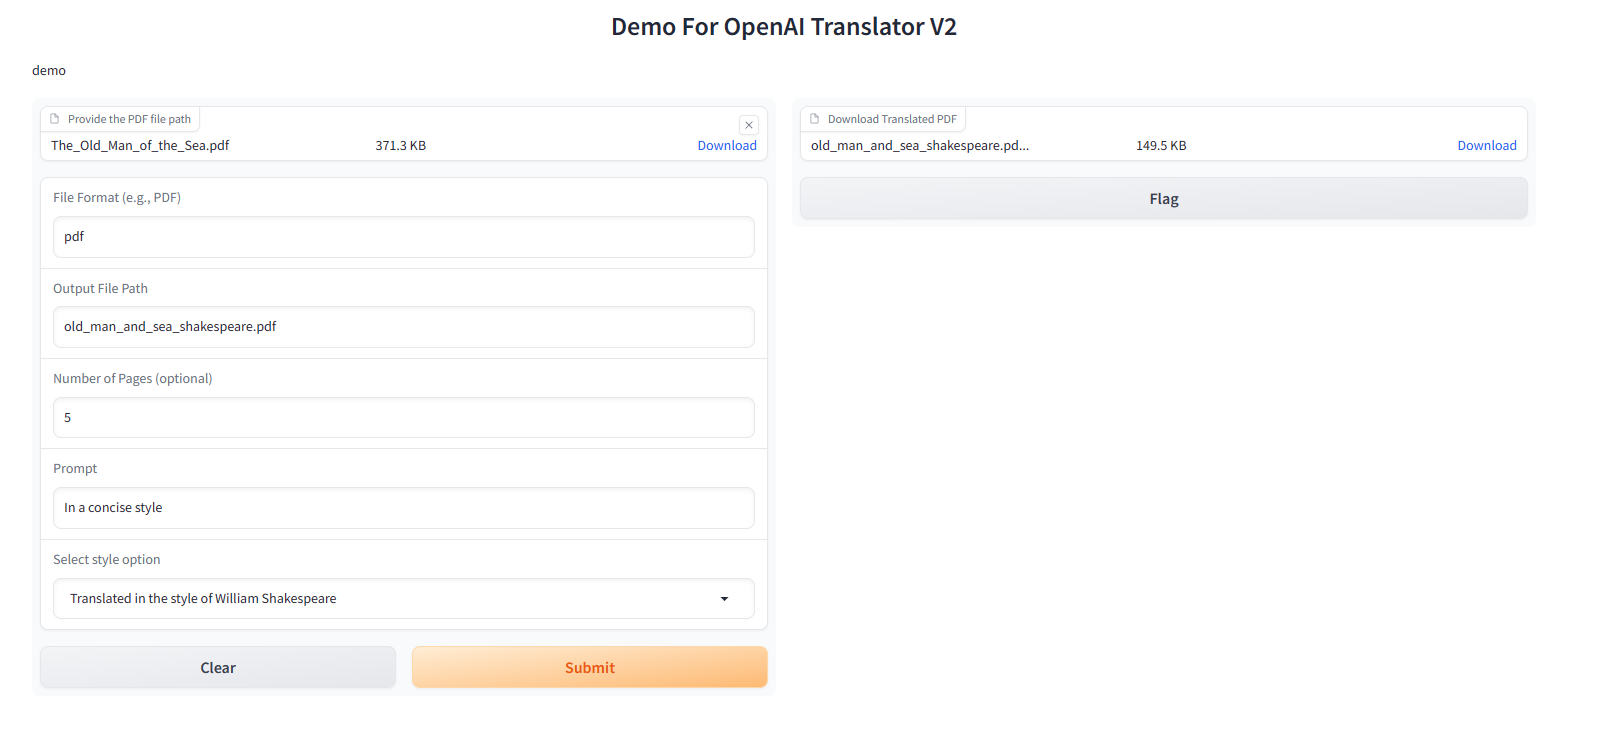 Demo For OpenAI Translator V2
demo
Provide the PDF file path
The_Old_Man_of_the_Sea.pdf 371.3 KB Download
File Format (e.g., PDF)
pdf
Output File Path
old_man_and_sea_shakespeare.pdf
Number of Pages (optional)
5
Prompt
In a concise style
Select style option
Translated in the style of William Shakespeare
Clear Submit
Download Translated PDF
old_man_and_sea_shakespeare.pd... 149.5 KB Download
Flag